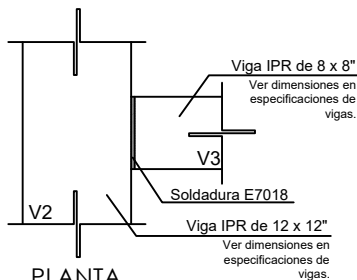 Viga IPR de 8 x 8"
Ver dimensiones en
especificaciones de
vigas.
V3
Soldadura E7018
V2
Viga IPR de 12 x 12"
Ver dimensiones en
especificaciones de
vigas.
PLANTA